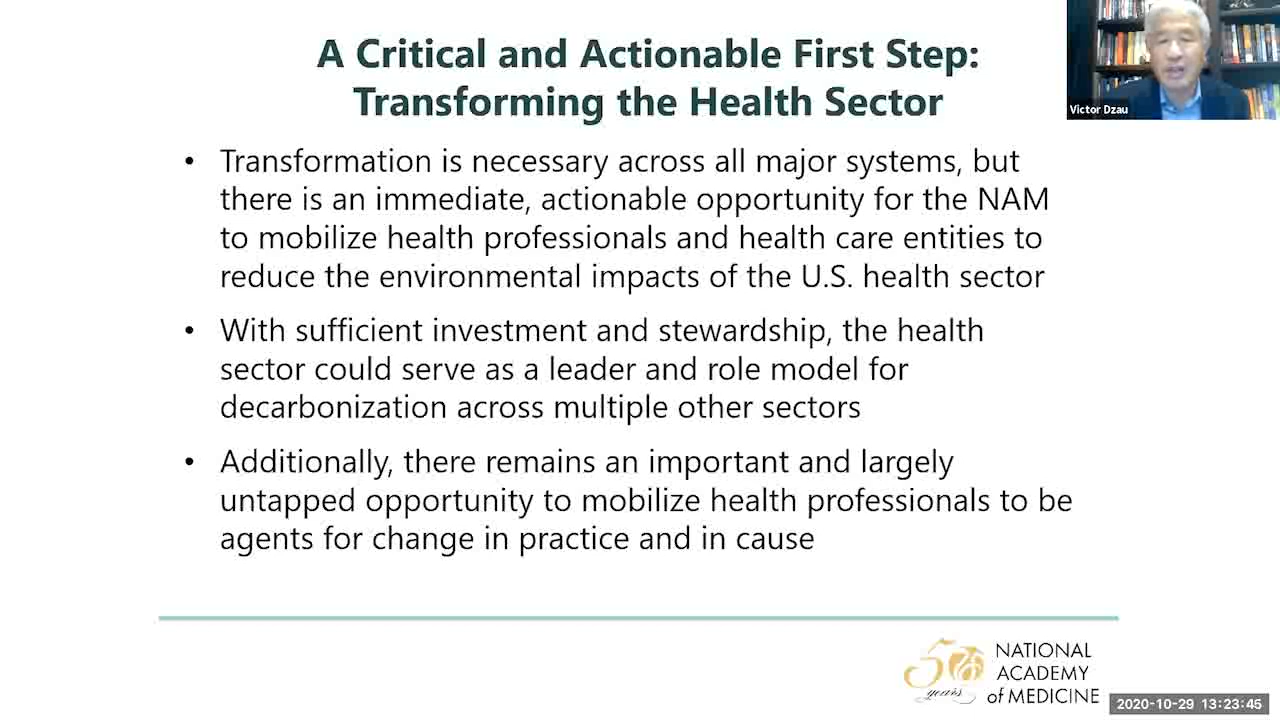 A Critical and Actionable First Step:
Transforming the Health Sector
Victor Dzau
• Transformation is necessary across all major systems, but
there is an immediate, actionable opportunity for the NAM
to mobilize health professionals and health care entities to
reduce the environmental impacts of the U.S. health sector
• With sufficient investment and stewardship, the health
sector could serve as a leader and role model for
decarbonization across multiple other sectors
• Additionally, there remains an important and largely
untapped opportunity to mobilize health professionals to be
agents for change in practice and in cause
50
years
NATIONAL
ACADEMY
of MEDICINE
2020-10-29 13:23:45